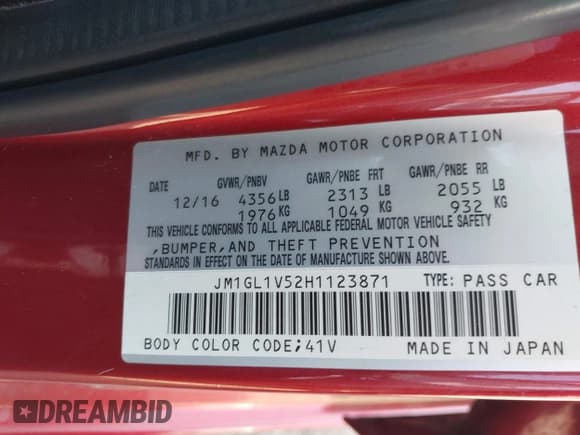 MFD. BY MAZDA MOTOR CORPORATION
DATE GVWR/PNBV GAWR/PNBE FRT GAWR/PNBE RR
12/16 4356 LB 2313 LB 2055 LB
1976 KG 1049 KG 932 KG
THIS VEHICLE CONFORMS TO ALL APPLICABLE FEDERAL MOTOR VEHICLE SAFETY
,BUMPER,AND THEFT PREVENTION
STANDARDS IN EFFECT ON THE DATE OF MANUFACTURE SHOWN ABOVE.
JM1GL1V52H1123871 TYPE: PASS CAR
BODY COLOR CODE;41V MADE IN JAPAN
DREAMBID